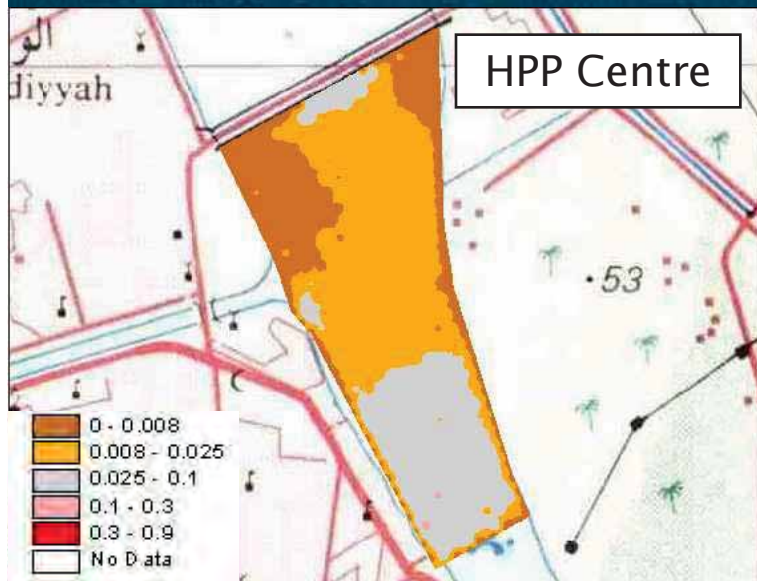 الو
diyyah
HPP Centre
53
0 - 0.008
0.008 - 0.025
0.025 - 0.1
0.1 - 0.3
0.3 - 0.9
No Data